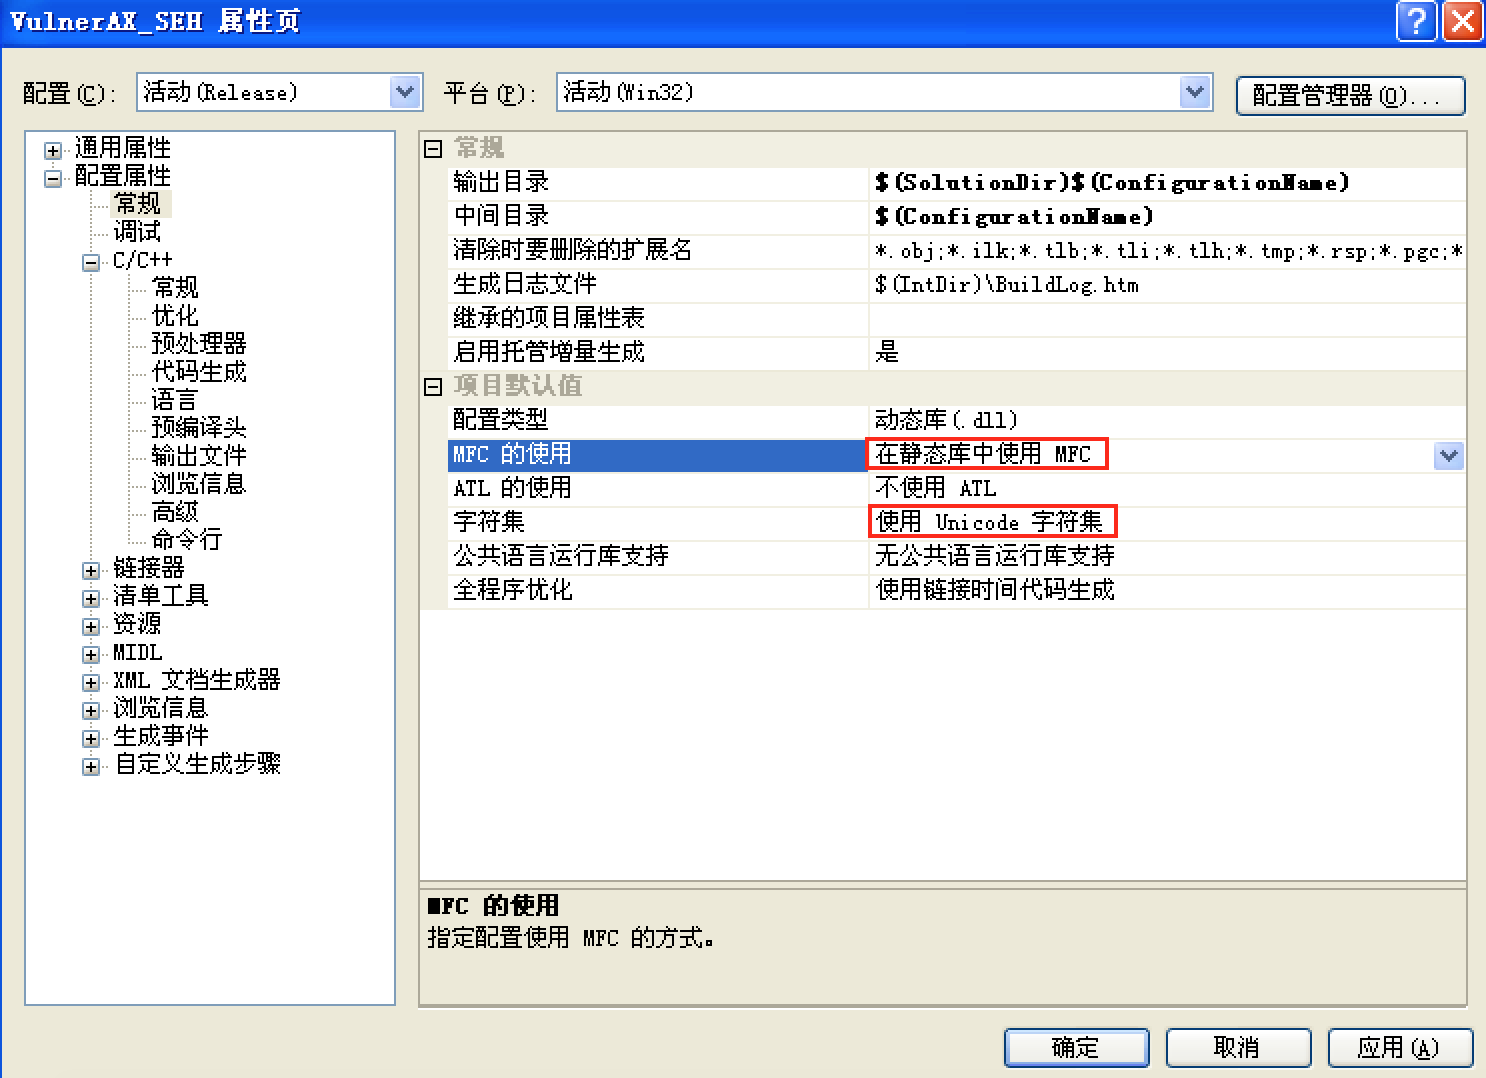 VulnerAX_SEH 属性页
配置(C): 活动(Release) 平台(P): 活动(Win32) 配置管理器(O)...
通用属性
配置属性
常规
调试
C/C++
常规
优化
预处理器
代码生成
语言
预编译头
输出文件
浏览信息
高级
命令行
链接器
清单工具
资源
MIDL
XML 文档生成器
浏览信息
生成事件
自定义生成步骤
常规
输出目录 $(SolutionDir)$(ConfigurationName)
中间目录 $(ConfigurationName)
清除时要删除的扩展名 *.obj;*.ilk;*.tlb;*.tli;*.tlh;*.tmp;*.rsp;*.pgc;*
生成日志文件 $(IntDir)\BuildLog.htm
继承的项目属性表
启用托管增量生成 是
项目默认值
配置类型 动态库(.dll)
MFC 的使用 在静态库中使用 MFC
ATL 的使用 不使用 ATL
字符集 使用 Unicode 字符集
公共语言运行库支持 无公共语言运行库支持
全程序优化 使用链接时间代码生成
MFC 的使用
指定配置使用 MFC 的方式。
确定 取消 应用(A)